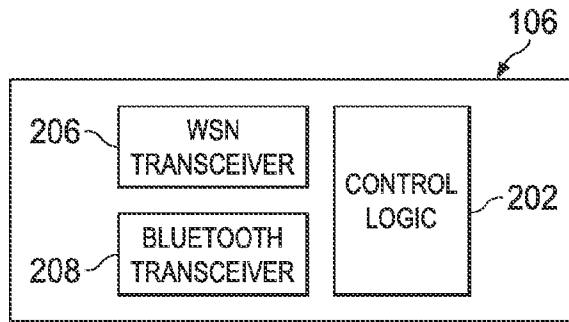 106
206
WSN
TRANSCEIVER
CONTROL
LOGIC
202
208
BLUETOOTH
TRANSCEIVER